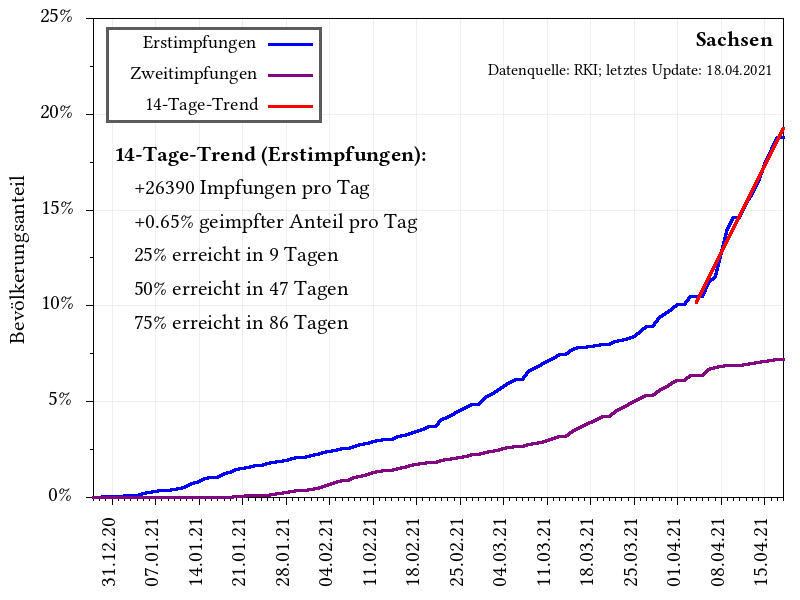 25%
20%
15%
10%
5%
0%
Bevölkerungsanteil
Erstimpfungen
Zweitimpfungen
14-Tage-Trend
Sachsen
Datenquelle: RKI; letztes Update: 18.04.2021
14-Tage-Trend (Erstimpfungen):
+26390 Impfungen pro Tag
+0.65% geimpfter Anteil pro Tag
25% erreicht in 9 Tagen
50% erreicht in 47 Tagen
75% erreicht in 86 Tagen
31.12.20
07.01.21
14.01.21
21.01.21
28.01.21
04.02.21
11.02.21
18.02.21
25.02.21
04.03.21
11.03.21
18.03.21
25.03.21
01.04.21
08.04.21
15.04.21